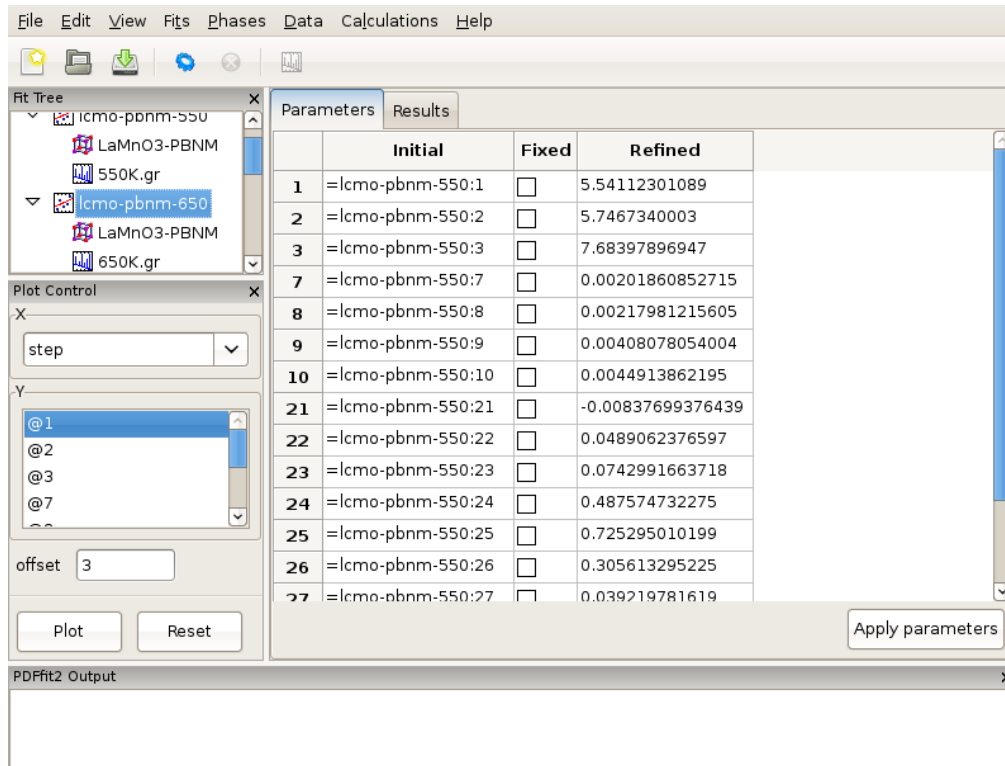 File Edit View Fits Phases Data Calculations Help
Fit Tree
lcmo-pbnm-550
LaMnO3-PBNM
550K.gr
lcmo-pbnm-650
LaMnO3-PBNM
650K.gr
Plot Control
X
step
Y
@1
@2
@3
@7
offset 3
Plot Reset
Parameters Results
Initial Fixed Refined
1 =lcmo-pbnm-550:1 5.54112301089
2 =lcmo-pbnm-550:2 5.7467340003
3 =lcmo-pbnm-550:3 7.68397896947
7 =lcmo-pbnm-550:7 0.00201860852715
8 =lcmo-pbnm-550:8 0.00217981215605
9 =lcmo-pbnm-550:9 0.00408078054004
10 =lcmo-pbnm-550:10 0.0044913862195
21 =lcmo-pbnm-550:21 -0.00837699376439
22 =lcmo-pbnm-550:22 0.0489062376597
23 =lcmo-pbnm-550:23 0.0742991663718
24 =lcmo-pbnm-550:24 0.487574732275
25 =lcmo-pbnm-550:25 0.725295010199
26 =lcmo-pbnm-550:26 0.305613295225
27 =lcmo-pbnm-550:27 0.039219781619
Apply parameters
PDFfit2 Output